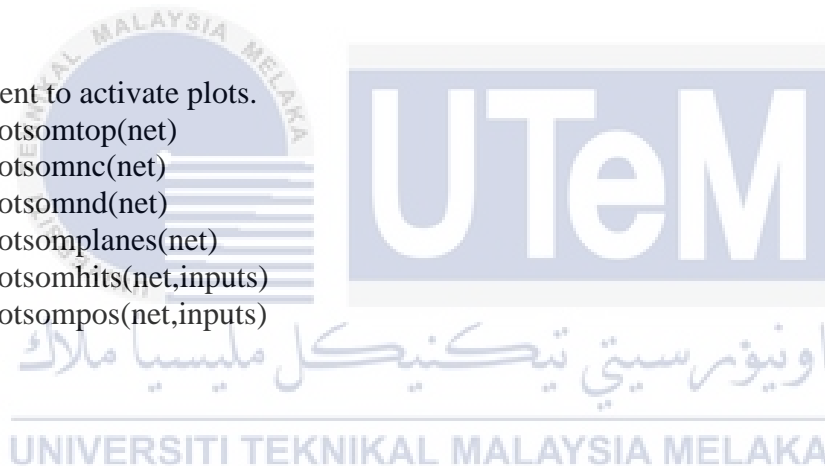 ent to activate plots.
otsomtop(net)
otsomnc(net)
otsomnd(net)
otsomplanes(net)
otsomhits(net,inputs)
otsompos(net,inputs)
UTeM
اونيۏرسيتي تيكنيكل مليسيا ملاك
UNIVERSITI TEKNIKAL MALAYSIA MELAKA